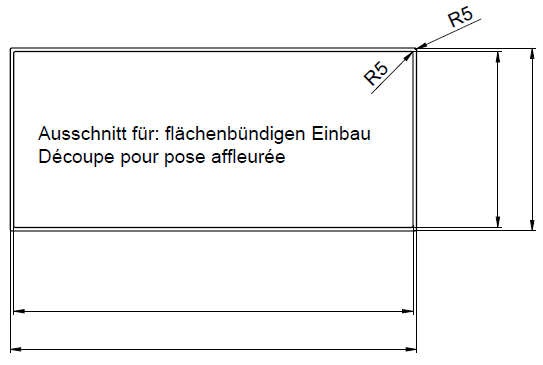 R5
R5
Ausschnitt für: flächenbündigen Einbau
Découpe pour pose affleurée